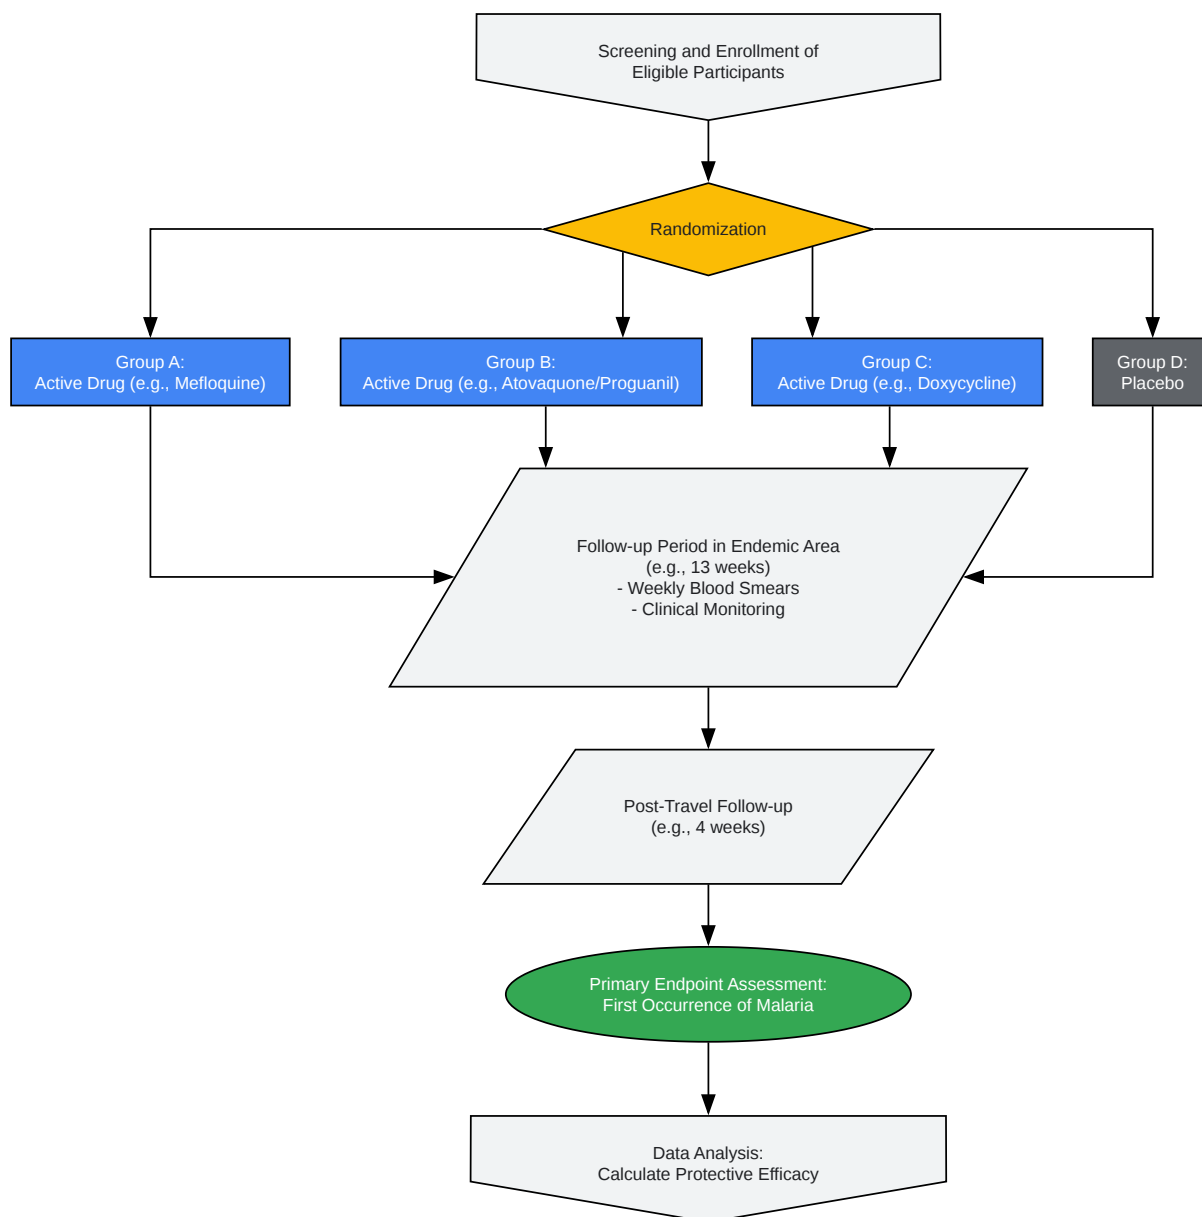 Screening and Enrollment of
Eligible Participants
Randomization
Group A:
Active Drug (e.g., Mefloquine)
Group B:
Active Drug (e.g., Atovaquone/Proguanil)
Group C:
Active Drug (e.g., Doxycycline)
Group D:
Placebo
Follow-up Period in Endemic Area
(e.g., 13 weeks)
- Weekly Blood Smears
- Clinical Monitoring
Post-Travel Follow-up
(e.g., 4 weeks)
Primary Endpoint Assessment:
First Occurrence of Malaria
Data Analysis:
Calculate Protective Efficacy